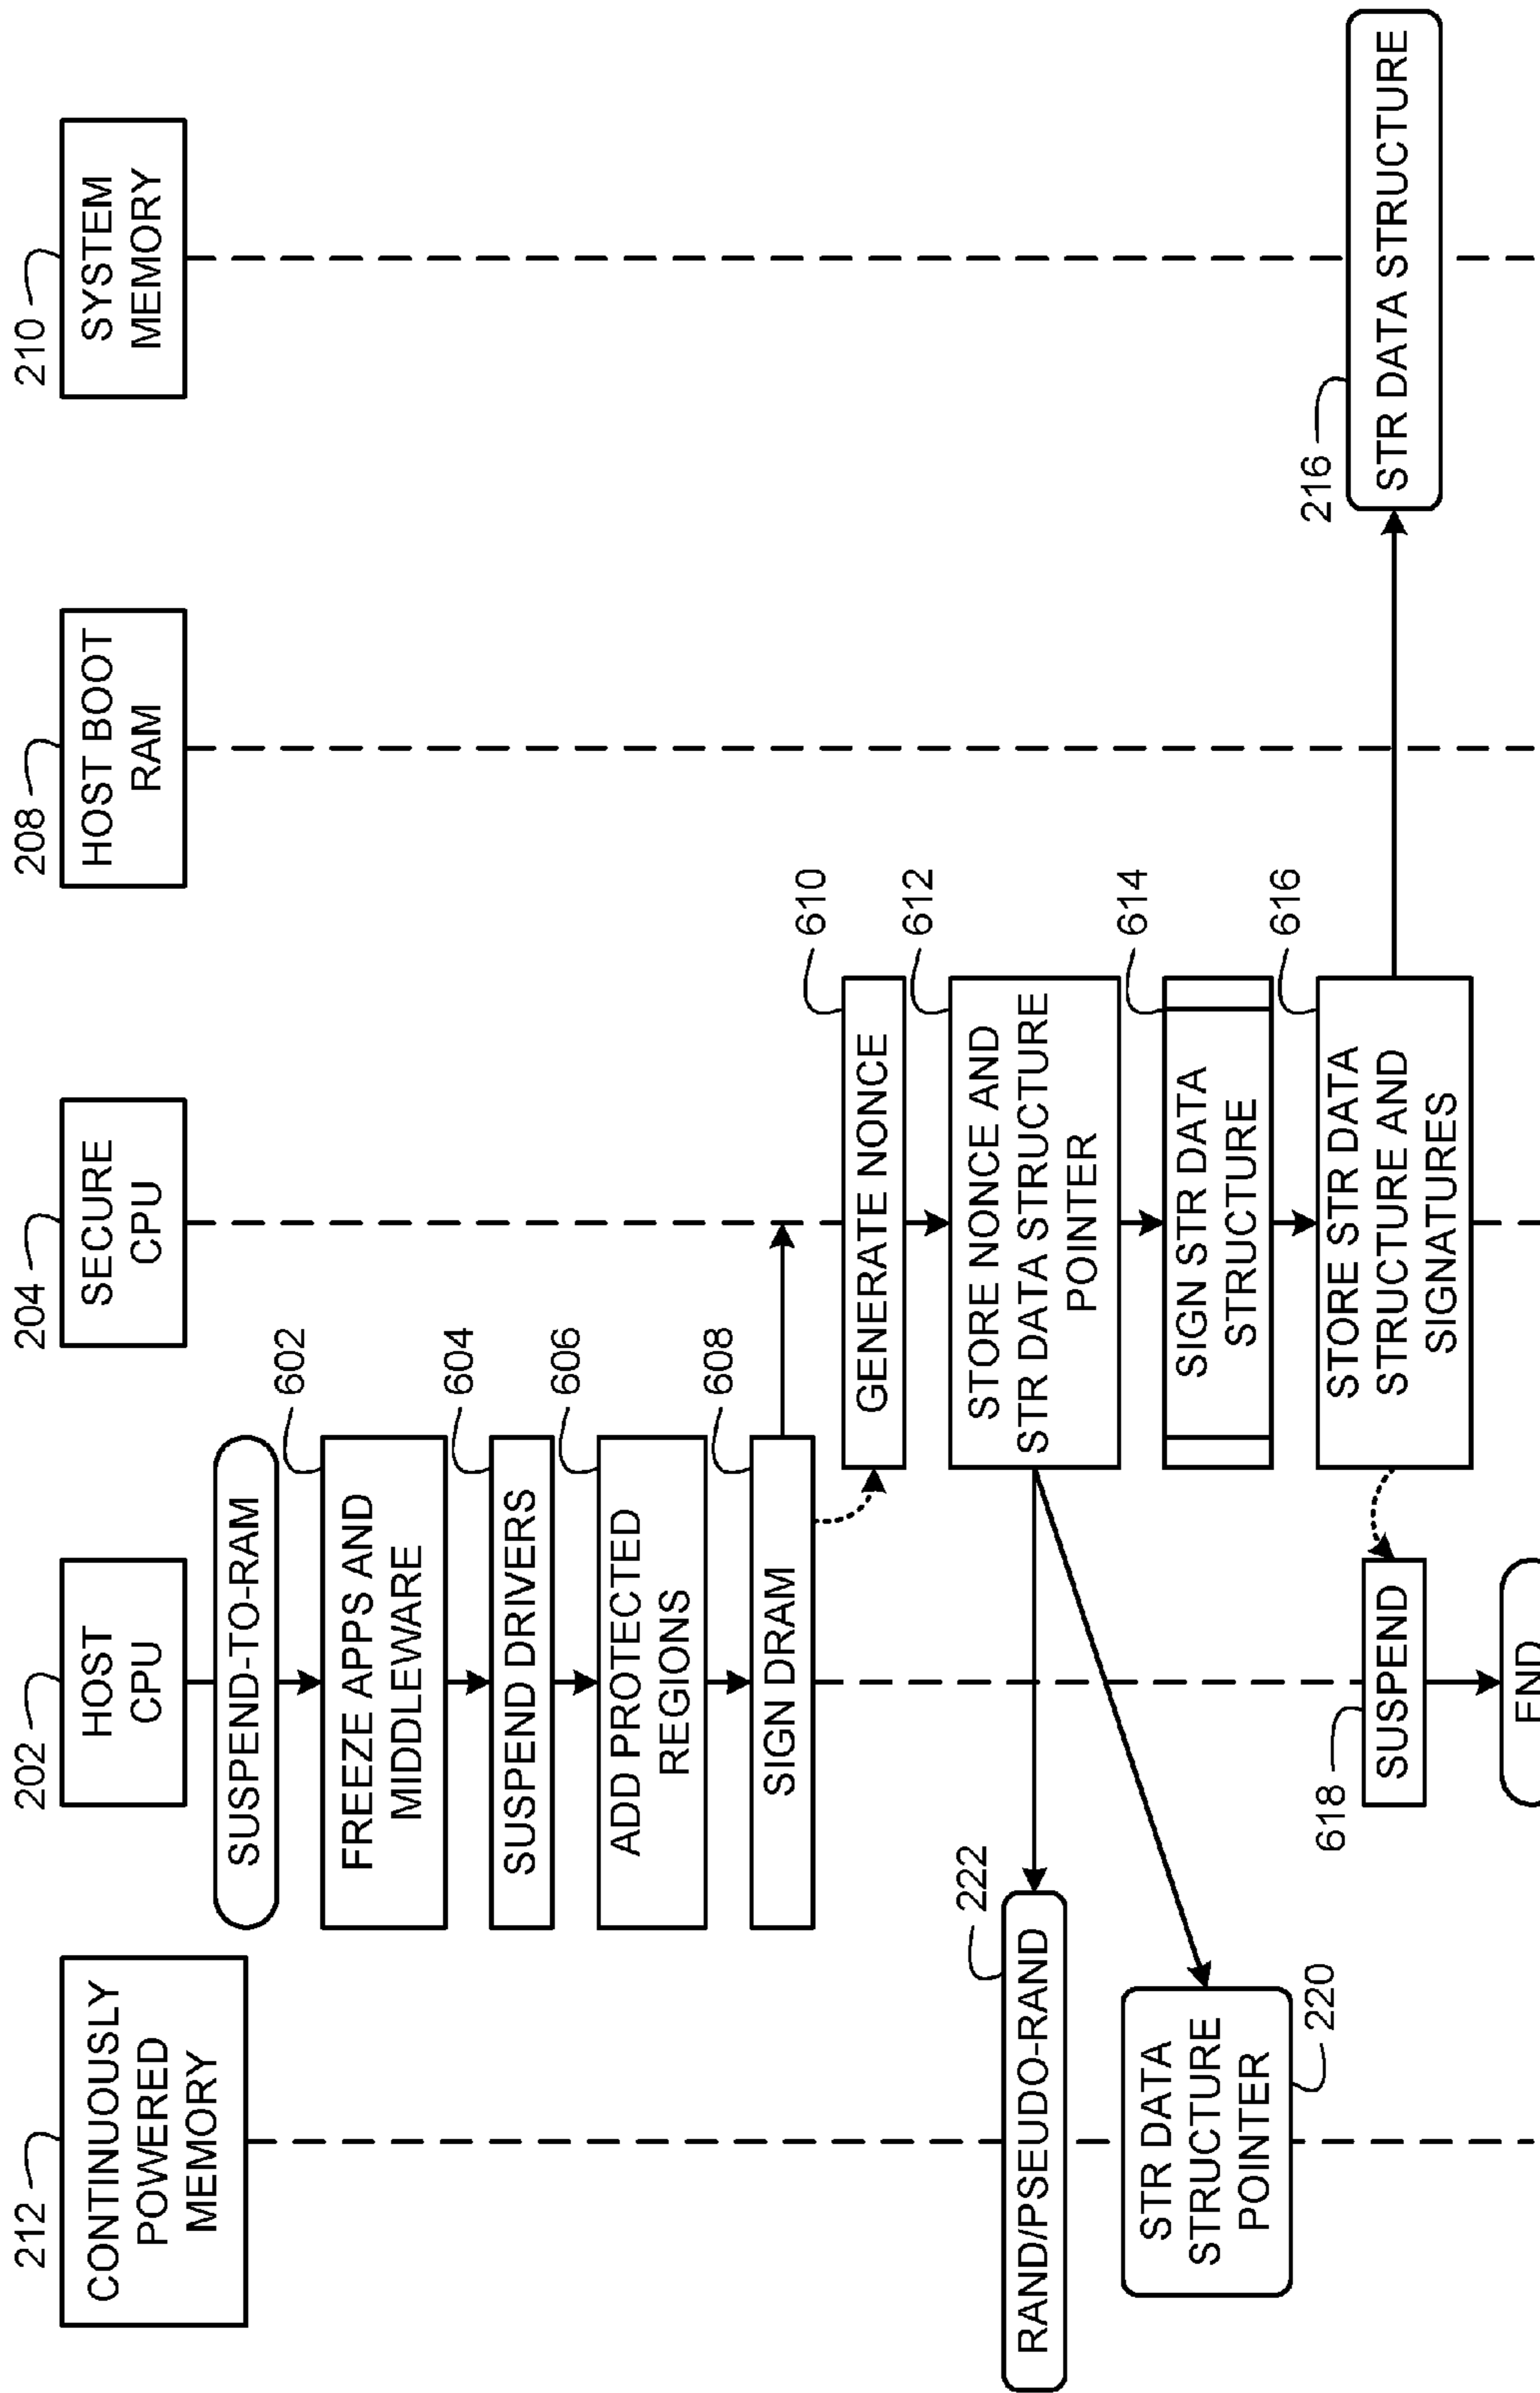 212
CONTINUOUSLY
POWERED
MEMORY
202
HOST
CPU
204
SECURE
CPU
208
HOST BOOT
RAM
210
SYSTEM
MEMORY
SUSPEND-TO-RAM
602
FREEZE APPS AND
MIDDLEWARE
604
SUSPEND DRIVERS
606
ADD PROTECTED
REGIONS
608
SIGN DRAM
610
GENERATE NONCE
612
STORE NONCE AND
STR DATA STRUCTURE
POINTER
222
RAND/PSEUDO-RAND
STR DATA
STRUCTURE
POINTER
220
614
SIGN STR DATA
STRUCTURE
616
STORE STR DATA
STRUCTURE AND
SIGNATURES
216
STR DATA STRUCTURE
618
SUSPEND
END